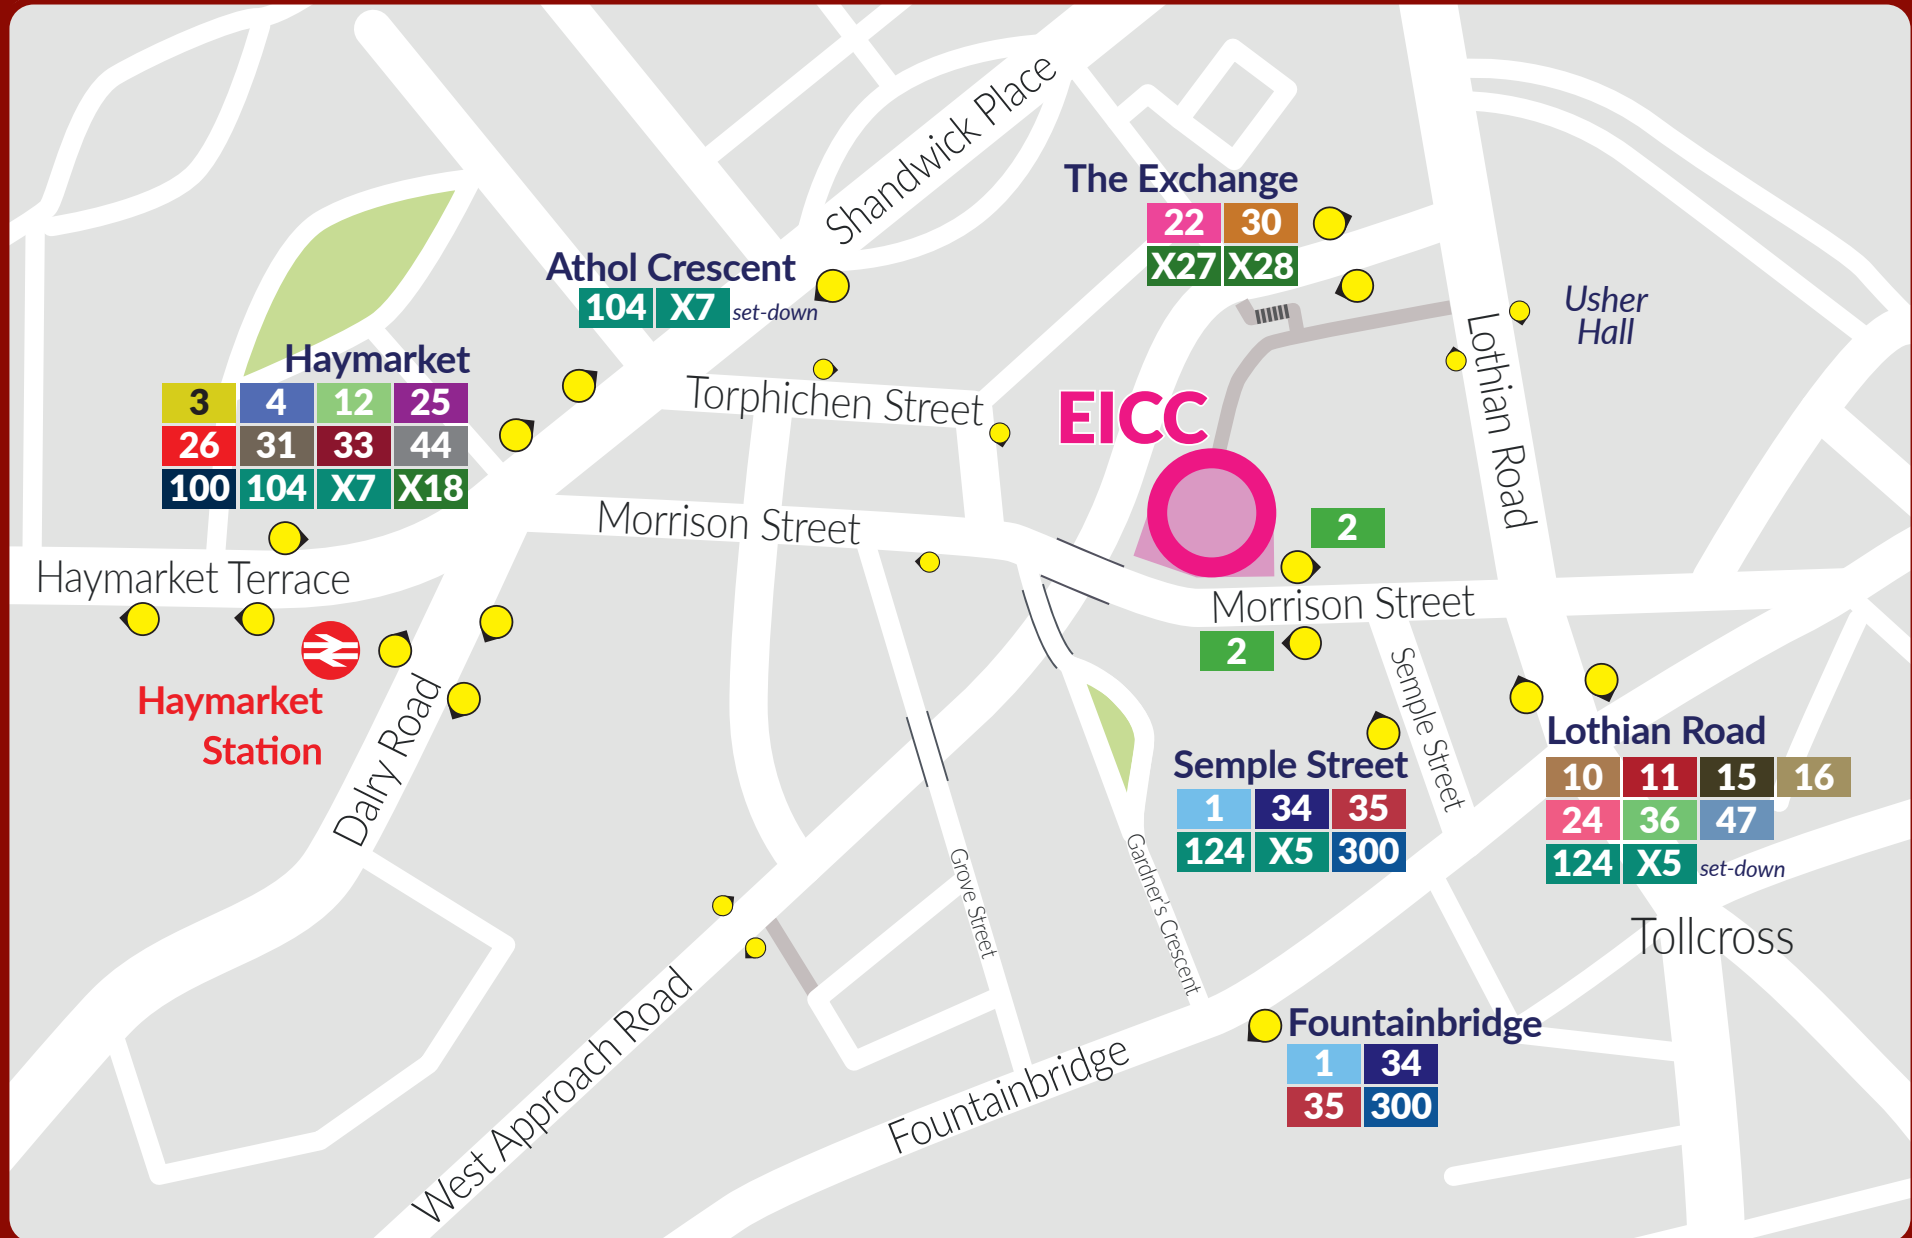 Shandwick Place
The Exchange
22 30
X27 X28
Athol Crescent
104 X7 set-down
Usher
Hall
Lothian Road
Haymarket
3 4 12 25
26 31 33 44
100 104 X7 X18
Torphichen Street
EICC
Morrison Street
2
Haymarket Terrace
Morrison Street
2
Haymarket
Station
Dalry Road
Semple Street
Semple Street
1 34 35
124 X5 300
Lothian Road
10 11 15 16
24 36 47
124 X5 set-down
Grove Street
Gardner's Crescent
Tollcross
West Approach Road
Fountainbridge
Fountainbridge
1 34
35 300